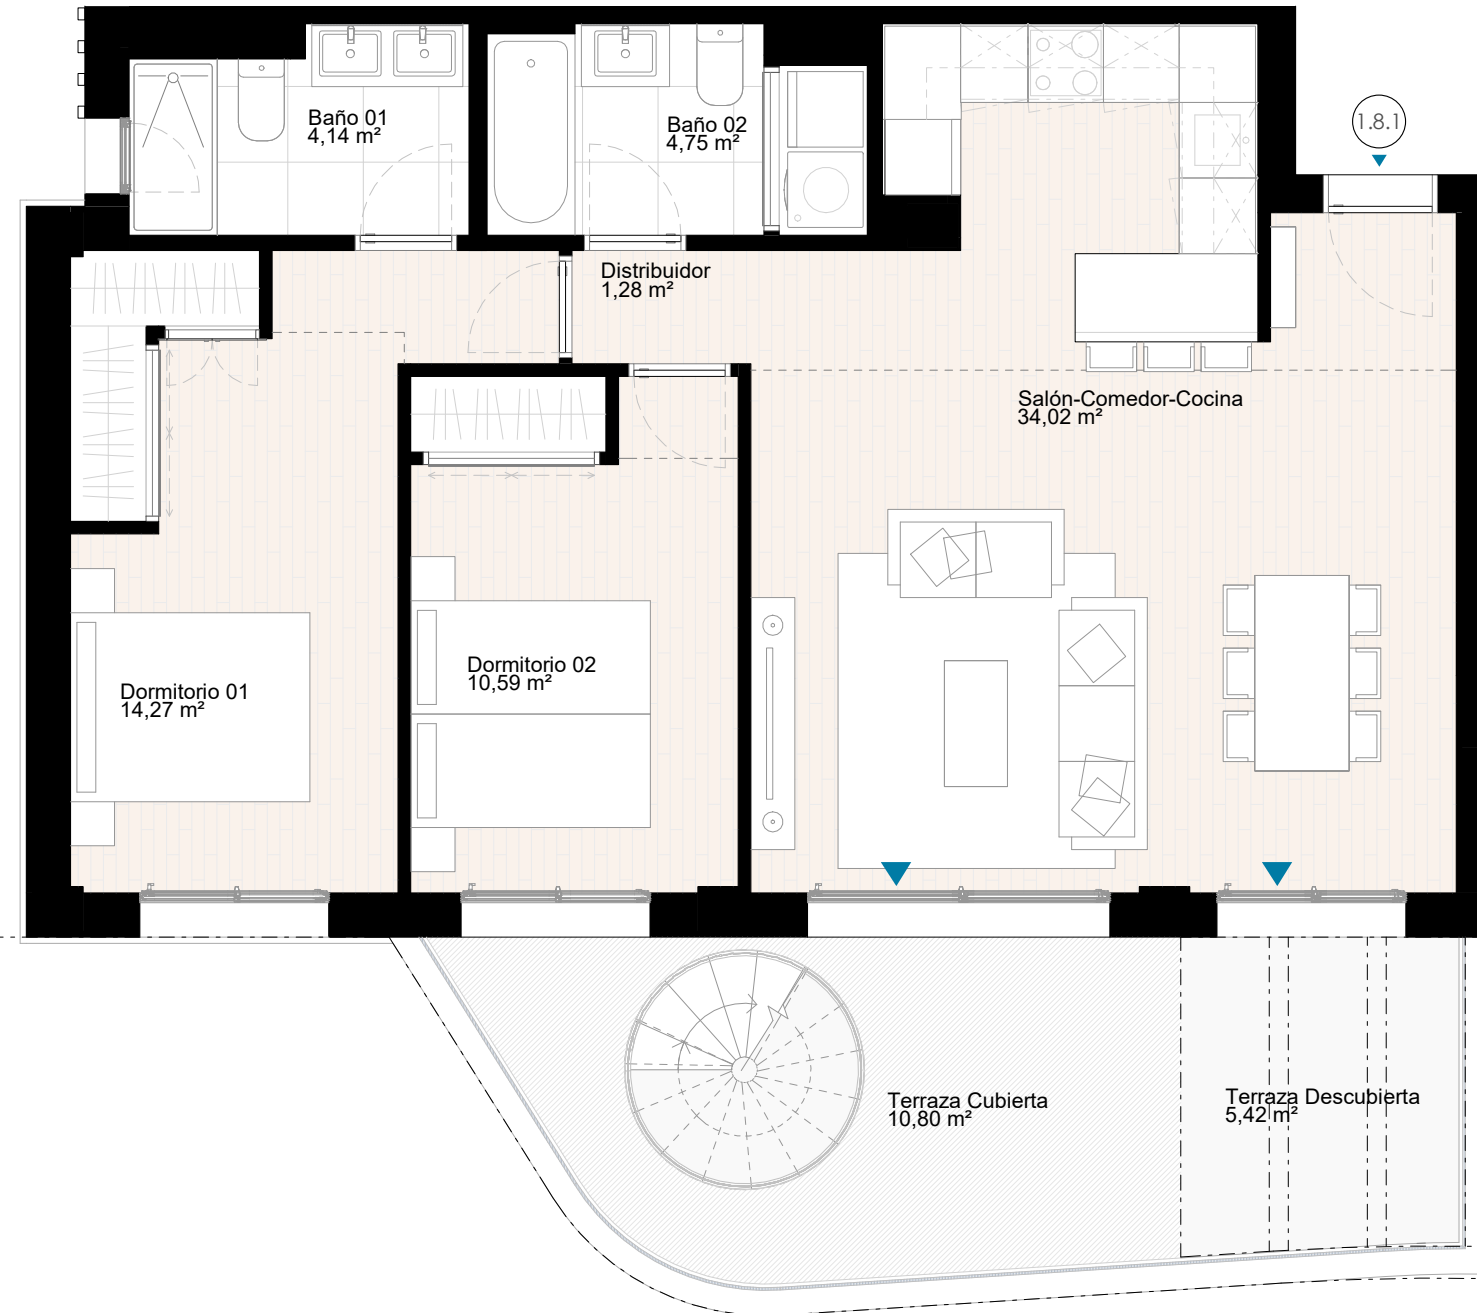 Baño 01
4,14 m²
Baño 02
4,75 m²
1.8.1
Distribuidor
1,28 m²
Salón-Comedor-Cocina
34,02 m²
Dormitorio 01
14,27 m²
Dormitorio 02
10,59 m²
Terraza Cubierta
10,80 m²
Terraza Descubierta
5,42 m²